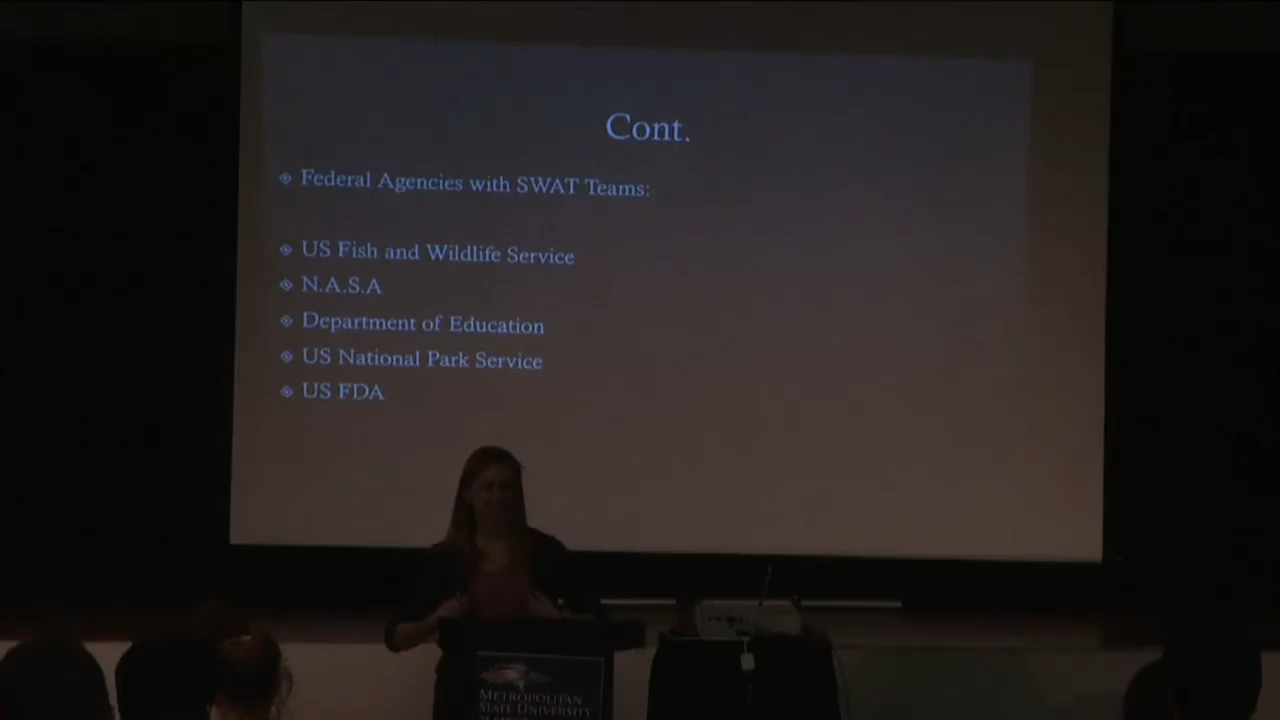 Cont.
Federal Agencies with SWAT Teams:
US Fish and Wildlife Service
N.A.S.A
Department of Education
US National Park Service
US FDA
METROPOLITAN
STATE UNIVERSITY